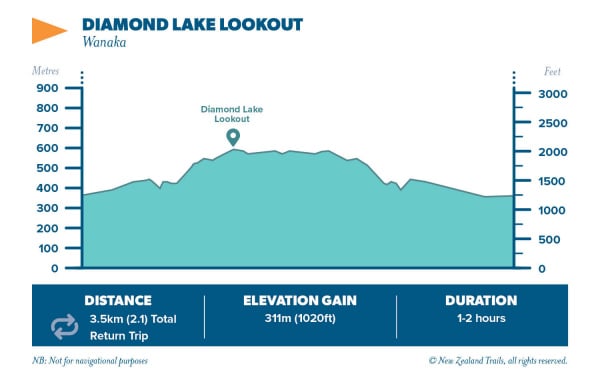 DIAMOND LAKE LOOKOUT
Wanaka
Metres
Feet
900
800
700
600
500
400
300
200
100
0
Diamond Lake
Lookout
3000
2500
2000
1500
1000
500
0
DISTANCE
3.5km (2.1) Total
Return Trip
ELEVATION GAIN
311m (1020ft)
DURATION
1-2 hours
NB: Not for navigational purposes
© New Zealand Trails, all rights reserved.